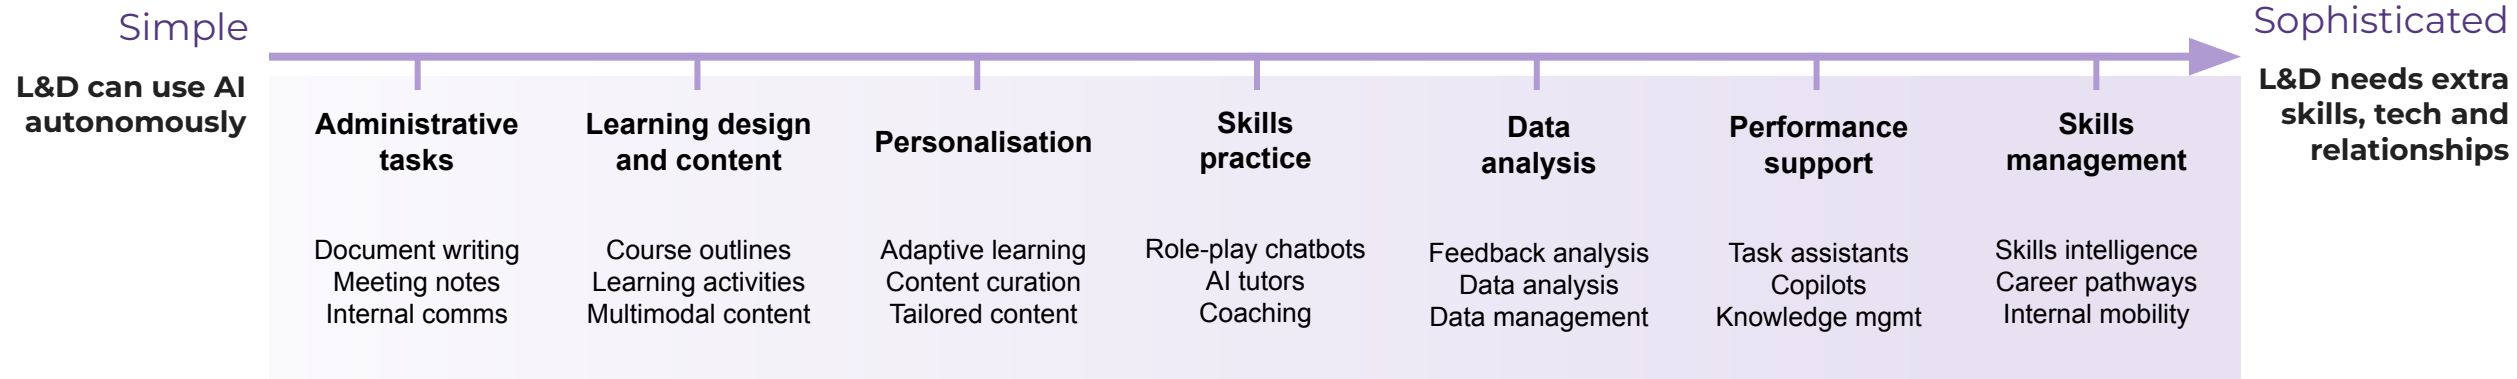 Simple
L&D can use AI
autonomously
Sophisticated
L&D needs extra
skills, tech and
relationships
Administrative
tasks
Document writing
Meeting notes
Internal comms
Learning design
and content
Course outlines
Learning activities
Multimodal content
Personalisation
Adaptive learning
Content curation
Tailored content
Skills
practice
Role-play chatbots
AI tutors
Coaching
Data
analysis
Feedback analysis
Data analysis
Data management
Performance
support
Task assistants
Copilots
Knowledge mgmt
Skills
management
Skills intelligence
Career pathways
Internal mobility